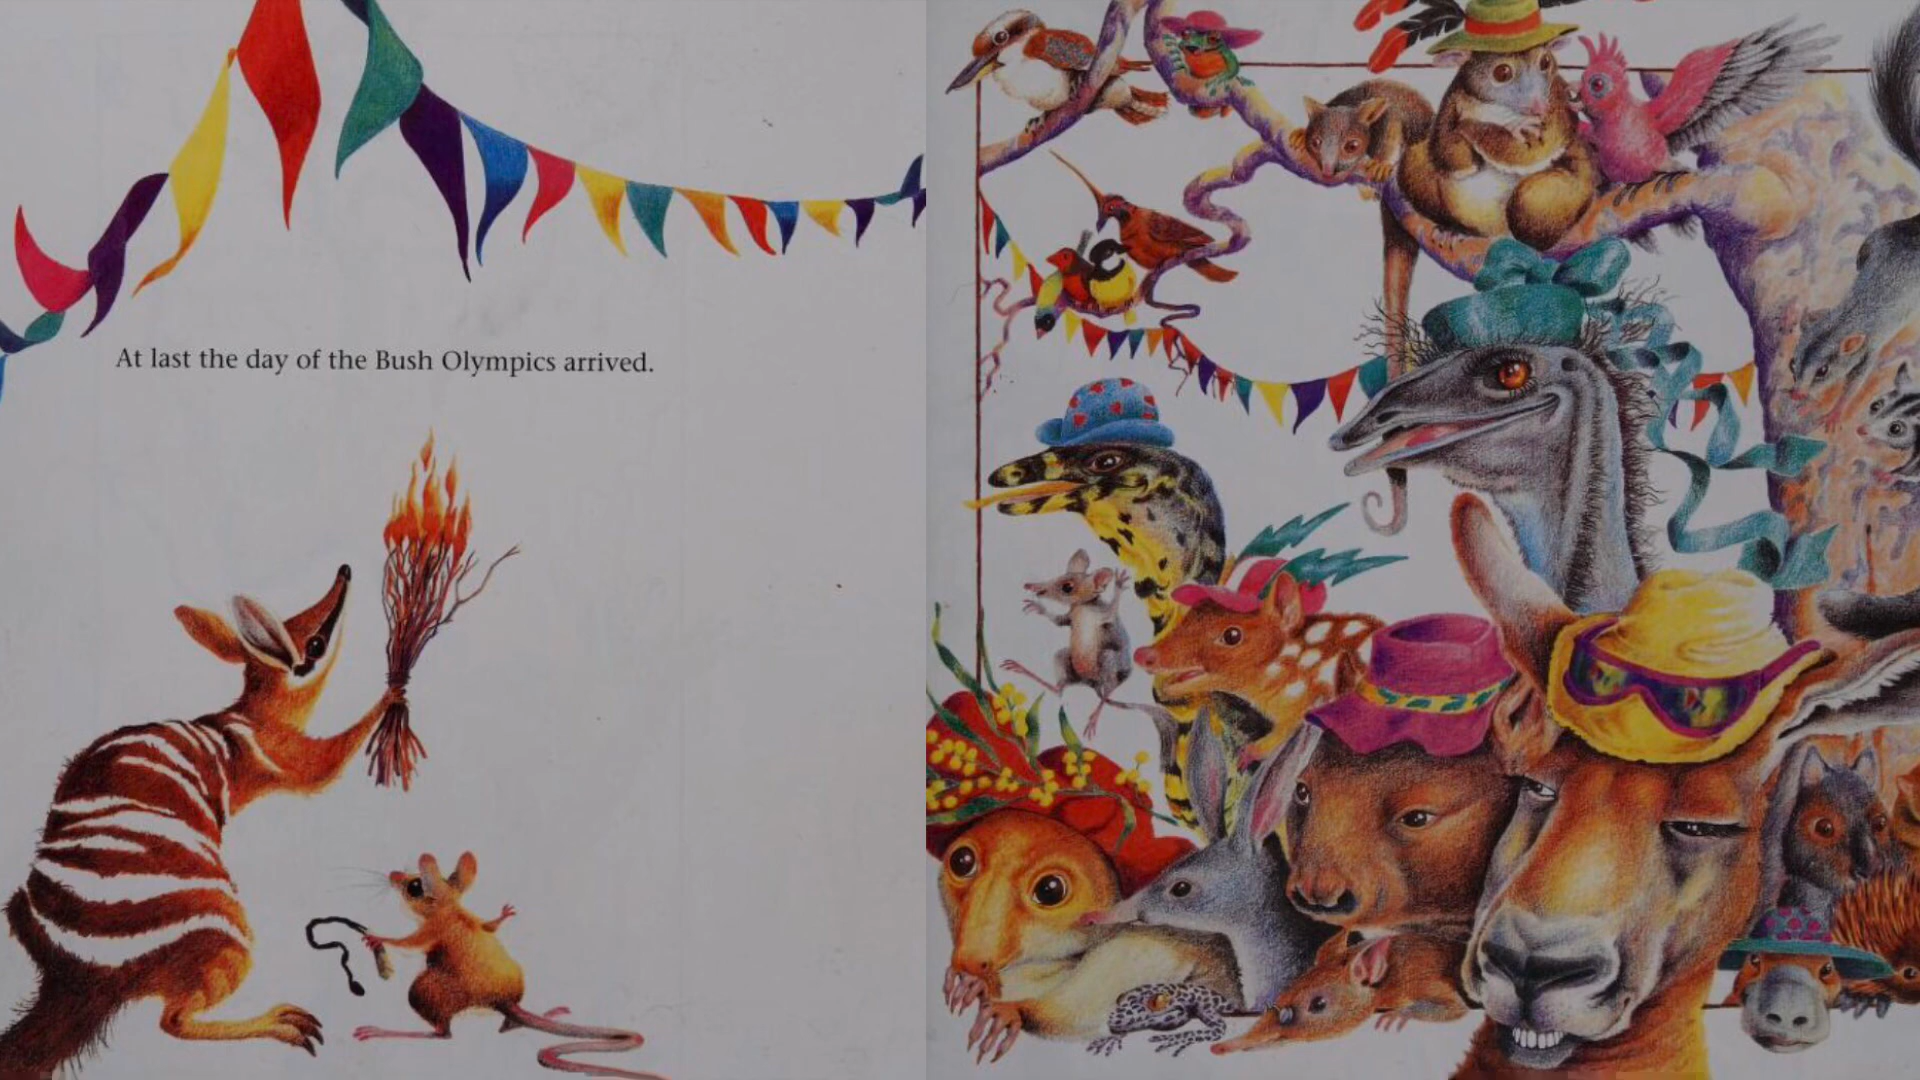 At last the day of the Bush Olympics arrived.